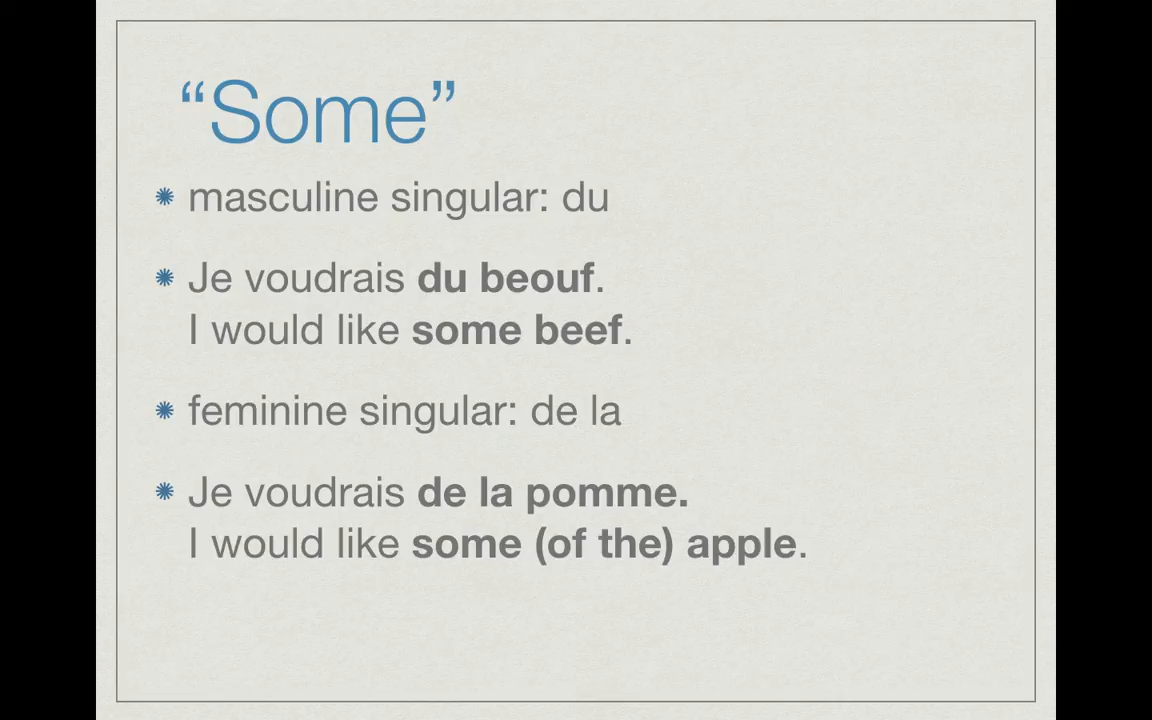 “Some”
masculine singular: du
Je voudrais du beouf.
I would like some beef.
feminine singular: de la
Je voudrais de la pomme.
I would like some (of the) apple.